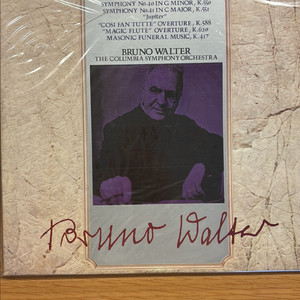 SYMPHONY No.40 IN G MINOR, K.550
SYMPHONY No.41 IN C MAJOR, K.551
"Jupiter"
"COSI FAN TUTTE" OVERTURE, K.588
"MAGIC FLUTE" OVERTURE, K.620
MASONIC FUNERAL MUSIC, K.417
BRUNO WALTER
THE COLUMBIA SYMPHONY ORCHESTRA
Bruno Walter